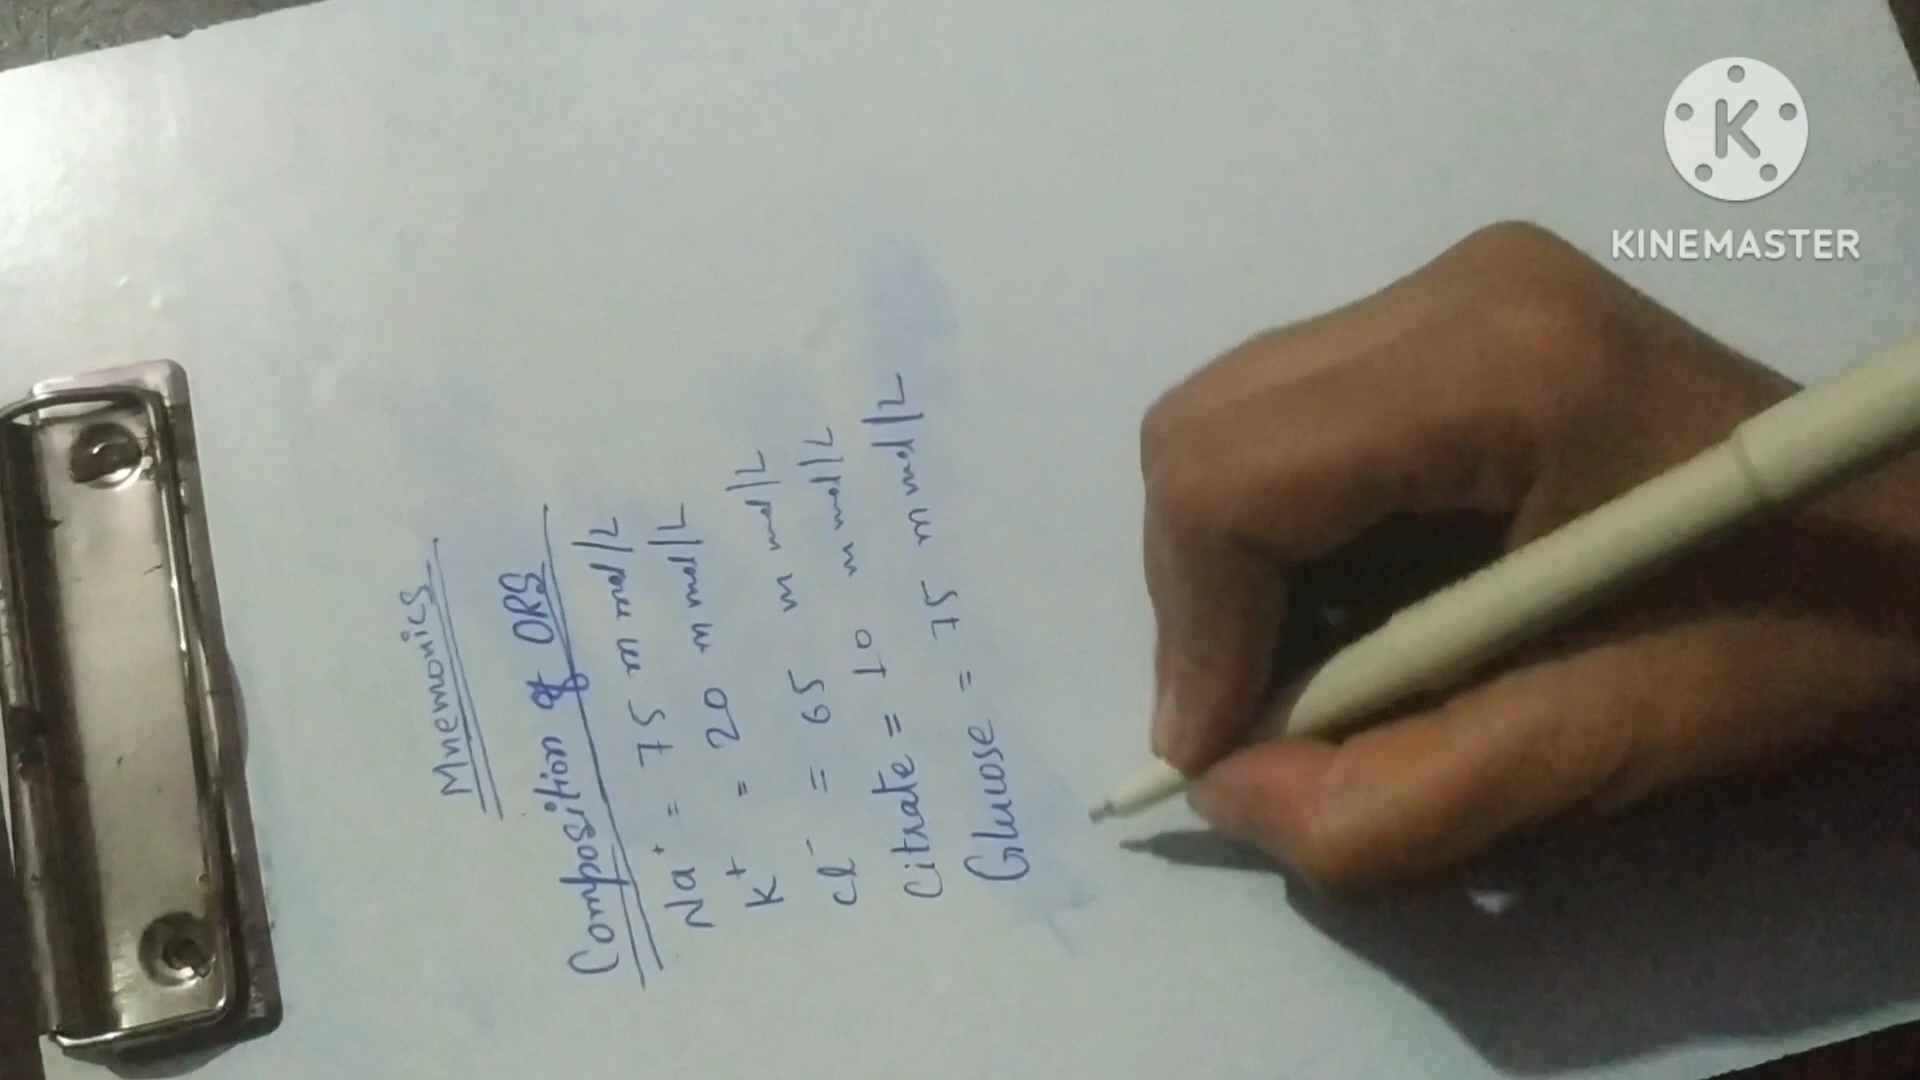 Mnemonics
Composition of ORS
Na⁺ = 75 m mol/L
K⁺ = 20 m mol/L
Cl⁻ = 65 m mol/L
Citrate = 10 m mol/L
Glucose = 75 m mol/L
K
KINEMASTER